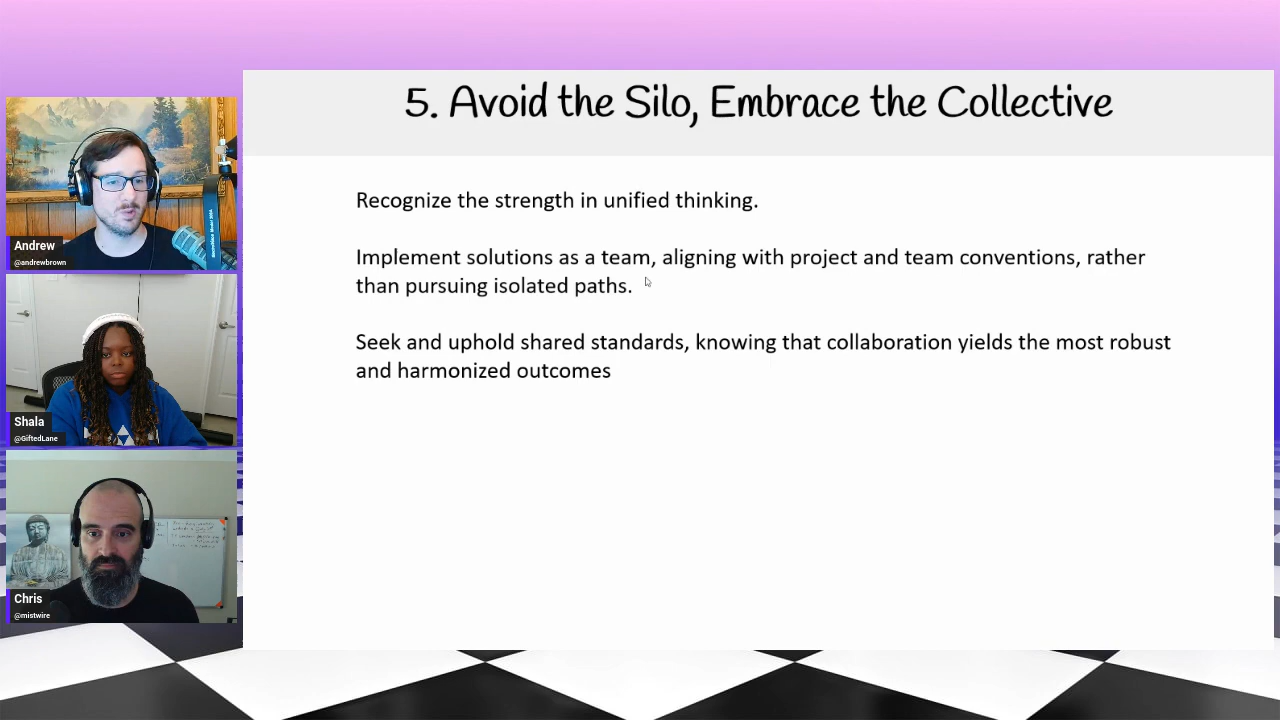 5. Avoid the Silo, Embrace the Collective
Recognize the strength in unified thinking.
Implement solutions as a team, aligning with project and team conventions, rather
than pursuing isolated paths.
Seek and uphold shared standards, knowing that collaboration yields the most robust
and harmonized outcomes
Andrew
@andrewbrown
Shala
@GiftedLane
Chris
@mistwire